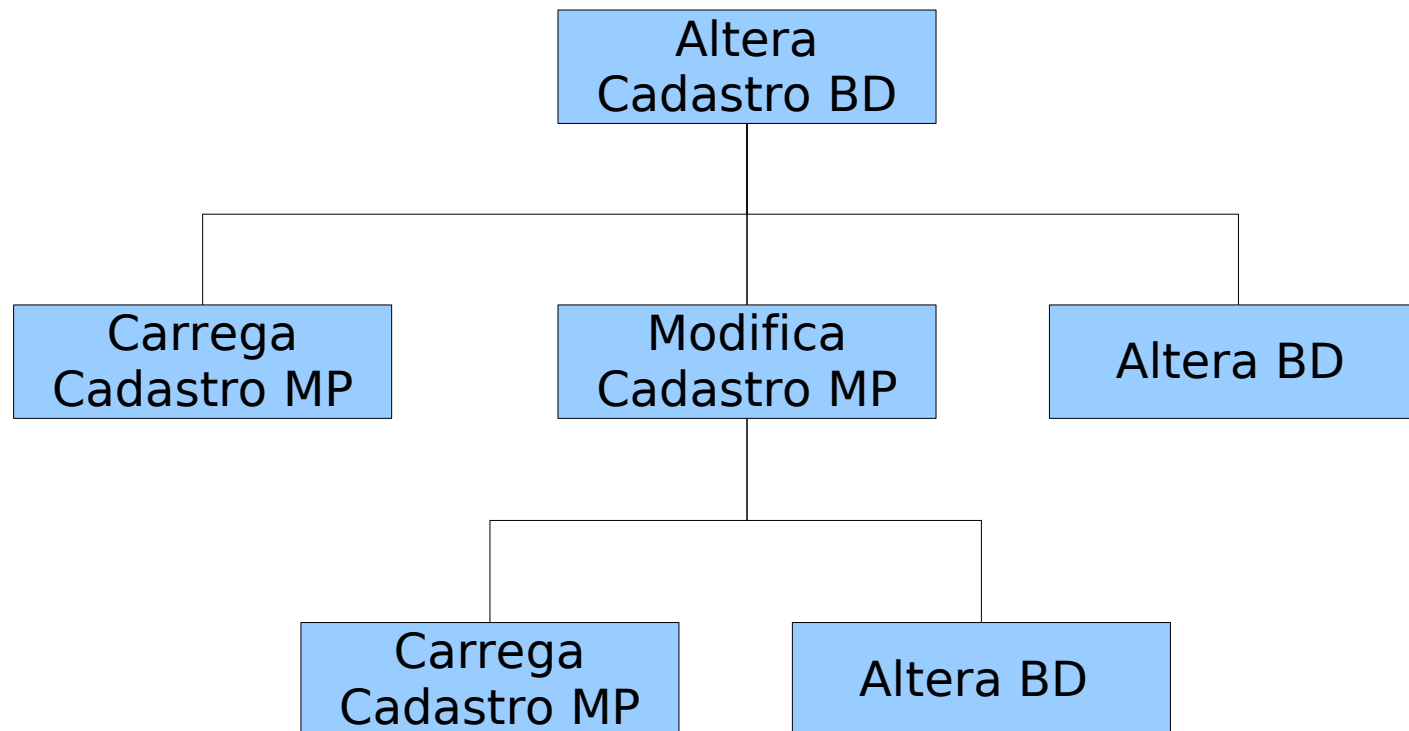 Altera
Cadastro BD
Carrega
Cadastro MP
Modifica
Cadastro MP
Altera BD
Carrega
Cadastro MP
Altera BD